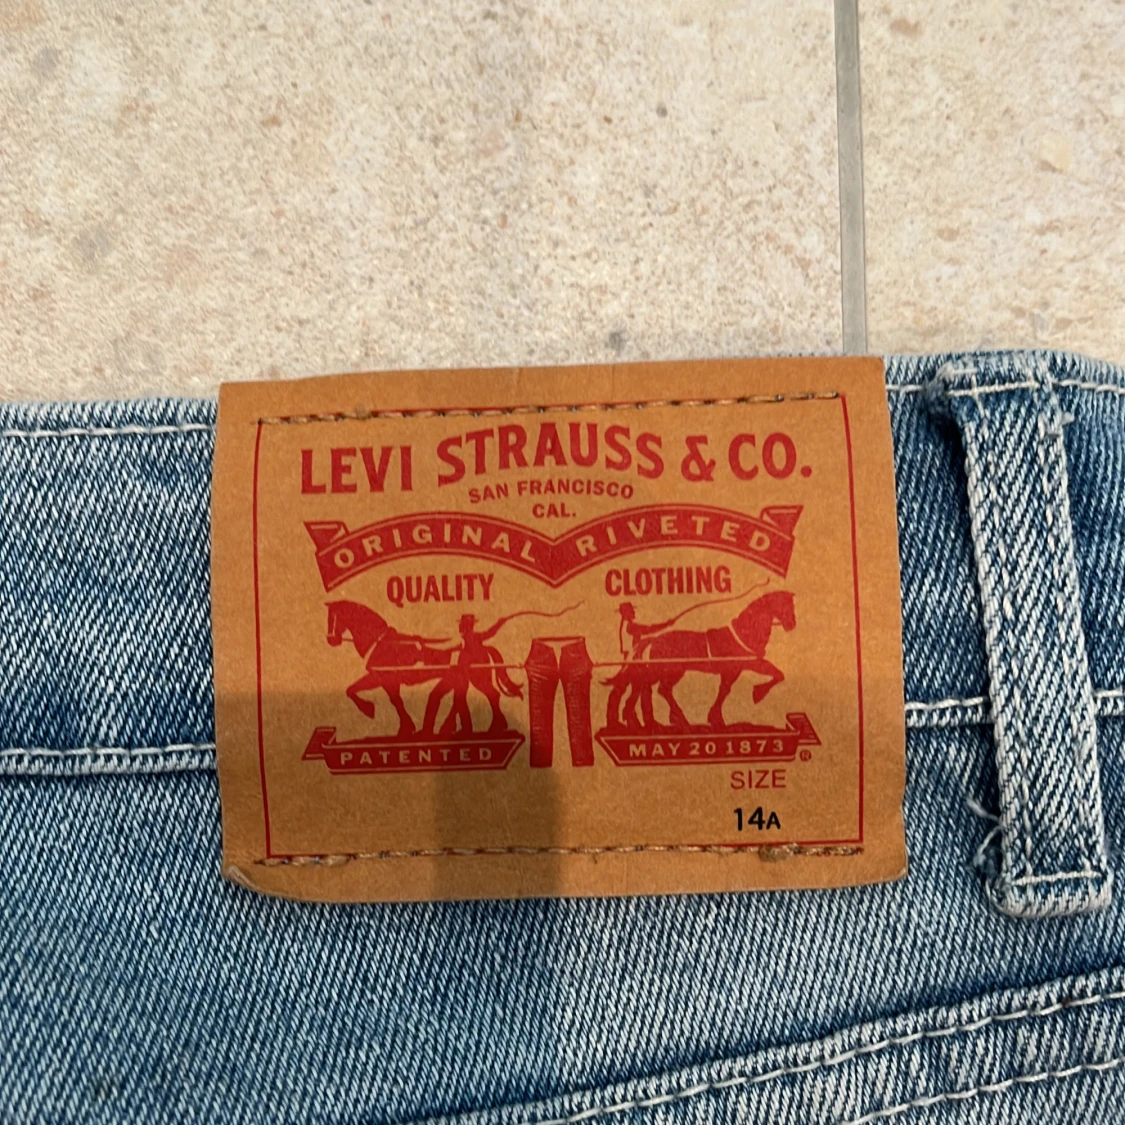 LEVI STRAUSS & CO.
SAN FRANCISCO
CAL.
ORIGINAL RIVETED
QUALITY CLOTHING
PATENTED MAY 20 1873 ®
SIZE
14A